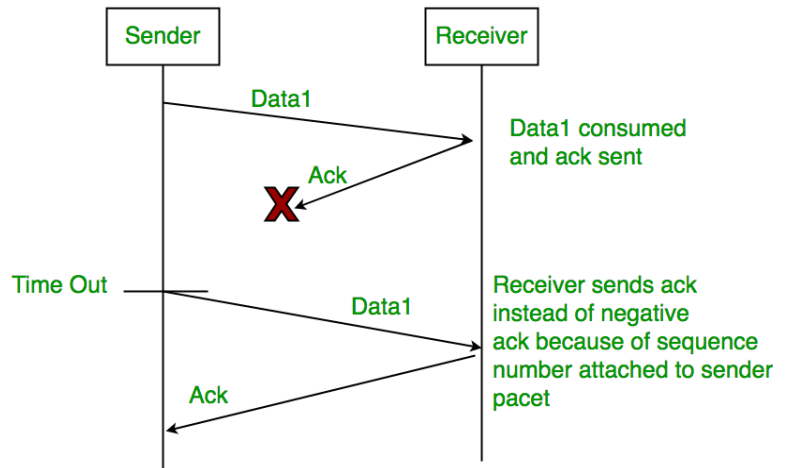 Sender
Receiver
Data1
Data1 consumed
and ack sent
Ack
X
Time Out
Data1
Receiver sends ack
instead of negative
ack because of sequence
number attached to sender
pacet
Ack